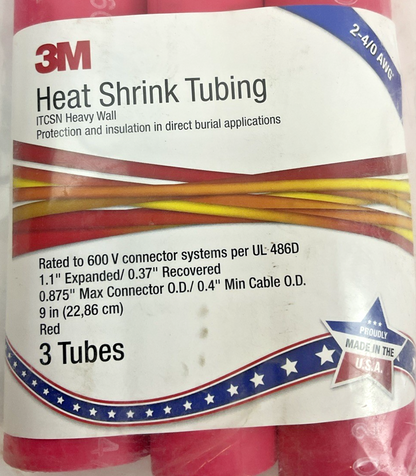 3M
2-4/0 AWG
Heat Shrink Tubing
ITCSN Heavy Wall
Protection and insulation in direct burial applications
Rated to 600 V connector systems per UL 486D
1.1" Expanded/ 0.37" Recovered
0.875" Max Connector O.D./ 0.4" Min Cable O.D.
9 in (22,86 cm)
Red
3 Tubes
PROUDLY
MADE IN THE
U.S.A.